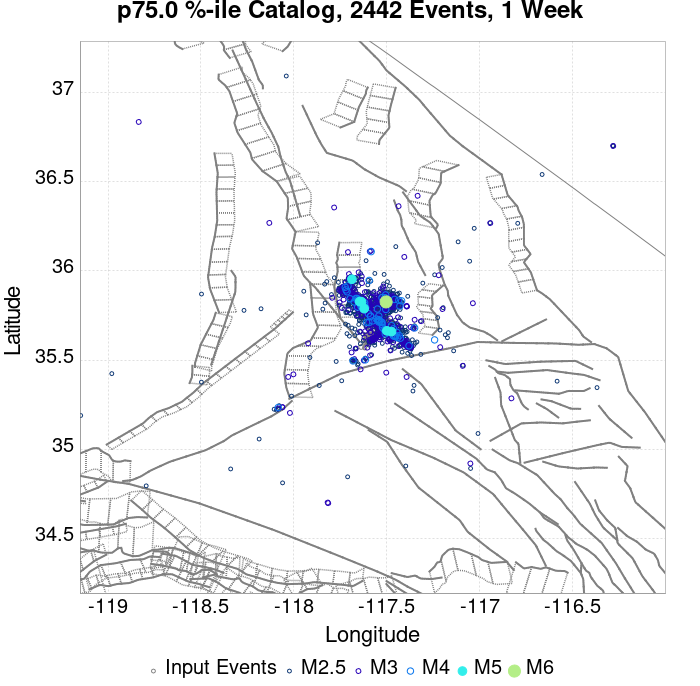 p75.0 %-ile Catalog, 2442 Events, 1 Week
37
36.5
36
35.5
35
34.5
Latitude
-119 -118.5 -118 -117.5 -117 -116.5
Longitude
Input Events M2.5 M3 M4 M5 M6